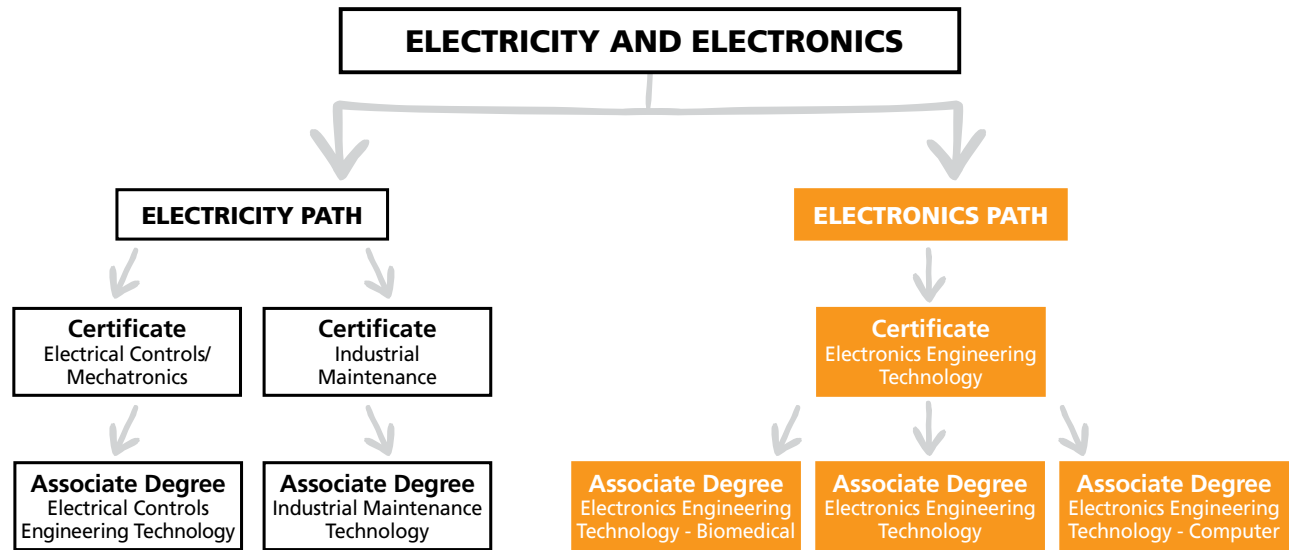 ELECTRICITY AND ELECTRONICS
ELECTRICITY PATH
ELECTRONICS PATH
Certificate
Electrical Controls/
Mechatronics
Certificate
Industrial
Maintenance
Certificate
Electronics Engineering
Technology
Associate Degree
Electrical Controls
Engineering Technology
Associate Degree
Industrial Maintenance
Technology
Associate Degree
Electronics Engineering
Technology - Biomedical
Associate Degree
Electronics Engineering
Technology
Associate Degree
Electronics Engineering
Technology - Computer